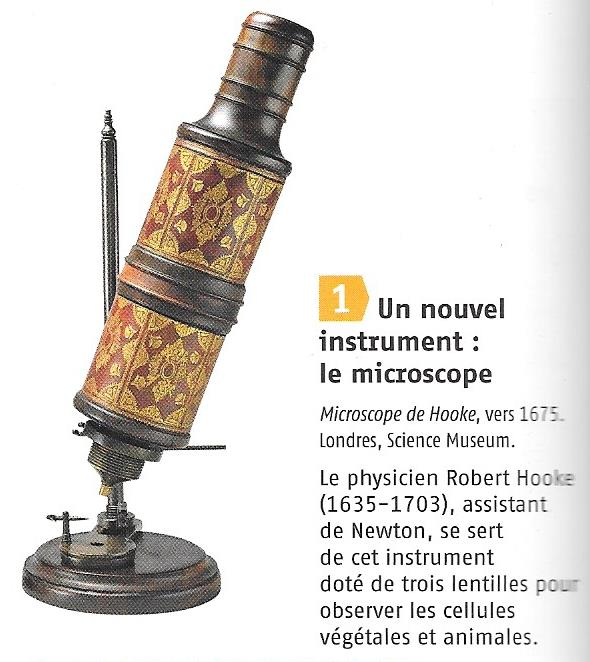 1 Un nouvel
instrument :
le microscope
Microscope de Hooke, vers 1675.
Londres, Science Museum.
Le physicien Robert Hooke
(1635-1703), assistant
de Newton, se sert
de cet instrument
doté de trois lentilles pour
observer les cellules
végétales et animales.